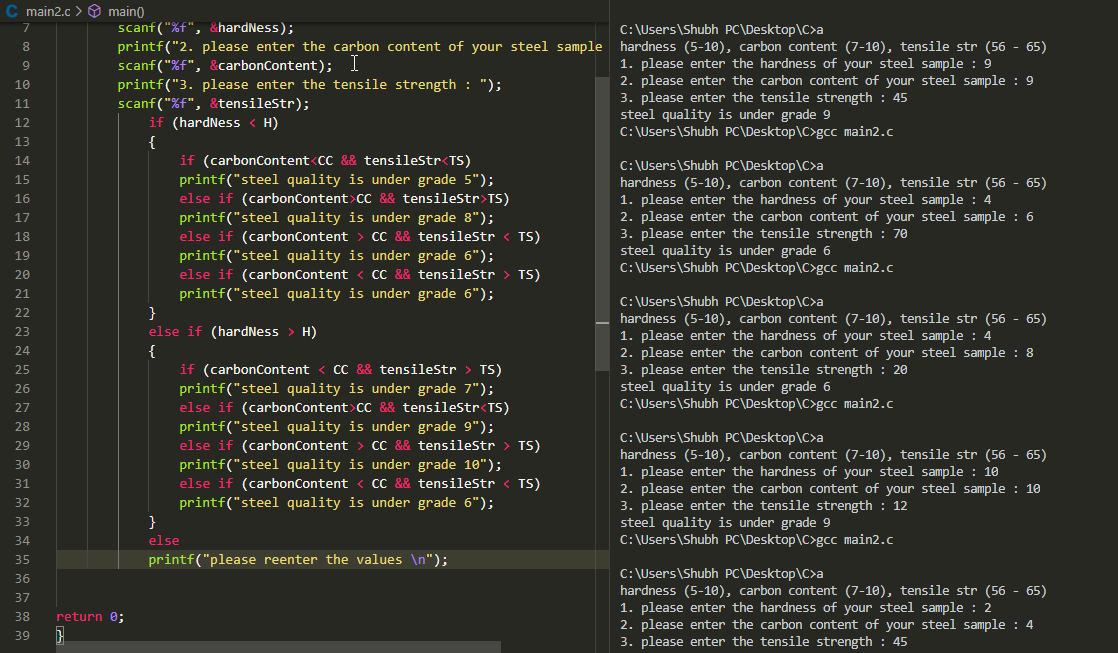 main2.c > main()
7 scanf("%f", &hardNess);
8 printf("2. please enter the carbon content of your steel sample
9 scanf("%f", &carbonContent);
10 printf("3. please enter the tensile strength : ");
11 scanf("%f", &tensileStr);
12 if (hardNess < H)
13 {
14 if (carbonContent<CC && tensileStr<TS)
15 printf("steel quality is under grade 5");
16 else if (carbonContent>CC && tensileStr>TS)
17 printf("steel quality is under grade 8");
18 else if (carbonContent > CC && tensileStr < TS)
19 printf("steel quality is under grade 6");
20 else if (carbonContent < CC && tensileStr > TS)
21 printf("steel quality is under grade 6");
22 }
23 else if (hardNess > H)
24 {
25 if (carbonContent < CC && tensileStr > TS)
26 printf("steel quality is under grade 7");
27 else if (carbonContent>CC && tensileStr<TS)
28 printf("steel quality is under grade 9");
29 else if (carbonContent > CC && tensileStr > TS)
30 printf("steel quality is under grade 10");
31 else if (carbonContent < CC && tensileStr < TS)
32 printf("steel quality is under grade 6");
33 }
34 else
35 printf("please reenter the values \n");
36
37
38 return 0;
39 }
C:\Users\Shubh PC\Desktop\C>a
hardness (5-10), carbon content (7-10), tensile str (56 - 65)
1. please enter the hardness of your steel sample : 9
2. please enter the carbon content of your steel sample : 9
3. please enter the tensile strength : 45
steel quality is under grade 9
C:\Users\Shubh PC\Desktop\C>gcc main2.c
C:\Users\Shubh PC\Desktop\C>a
hardness (5-10), carbon content (7-10), tensile str (56 - 65)
1. please enter the hardness of your steel sample : 4
2. please enter the carbon content of your steel sample : 6
3. please enter the tensile strength : 70
steel quality is under grade 6
C:\Users\Shubh PC\Desktop\C>gcc main2.c
C:\Users\Shubh PC\Desktop\C>a
hardness (5-10), carbon content (7-10), tensile str (56 - 65)
1. please enter the hardness of your steel sample : 4
2. please enter the carbon content of your steel sample : 8
3. please enter the tensile strength : 20
steel quality is under grade 6
C:\Users\Shubh PC\Desktop\C>gcc main2.c
C:\Users\Shubh PC\Desktop\C>a
hardness (5-10), carbon content (7-10), tensile str (56 - 65)
1. please enter the hardness of your steel sample : 10
2. please enter the carbon content of your steel sample : 10
3. please enter the tensile strength : 12
steel quality is under grade 9
C:\Users\Shubh PC\Desktop\C>gcc main2.c
C:\Users\Shubh PC\Desktop\C>a
hardness (5-10), carbon content (7-10), tensile str (56 - 65)
1. please enter the hardness of your steel sample : 2
2. please enter the carbon content of your steel sample : 4
3. please enter the tensile strength : 45